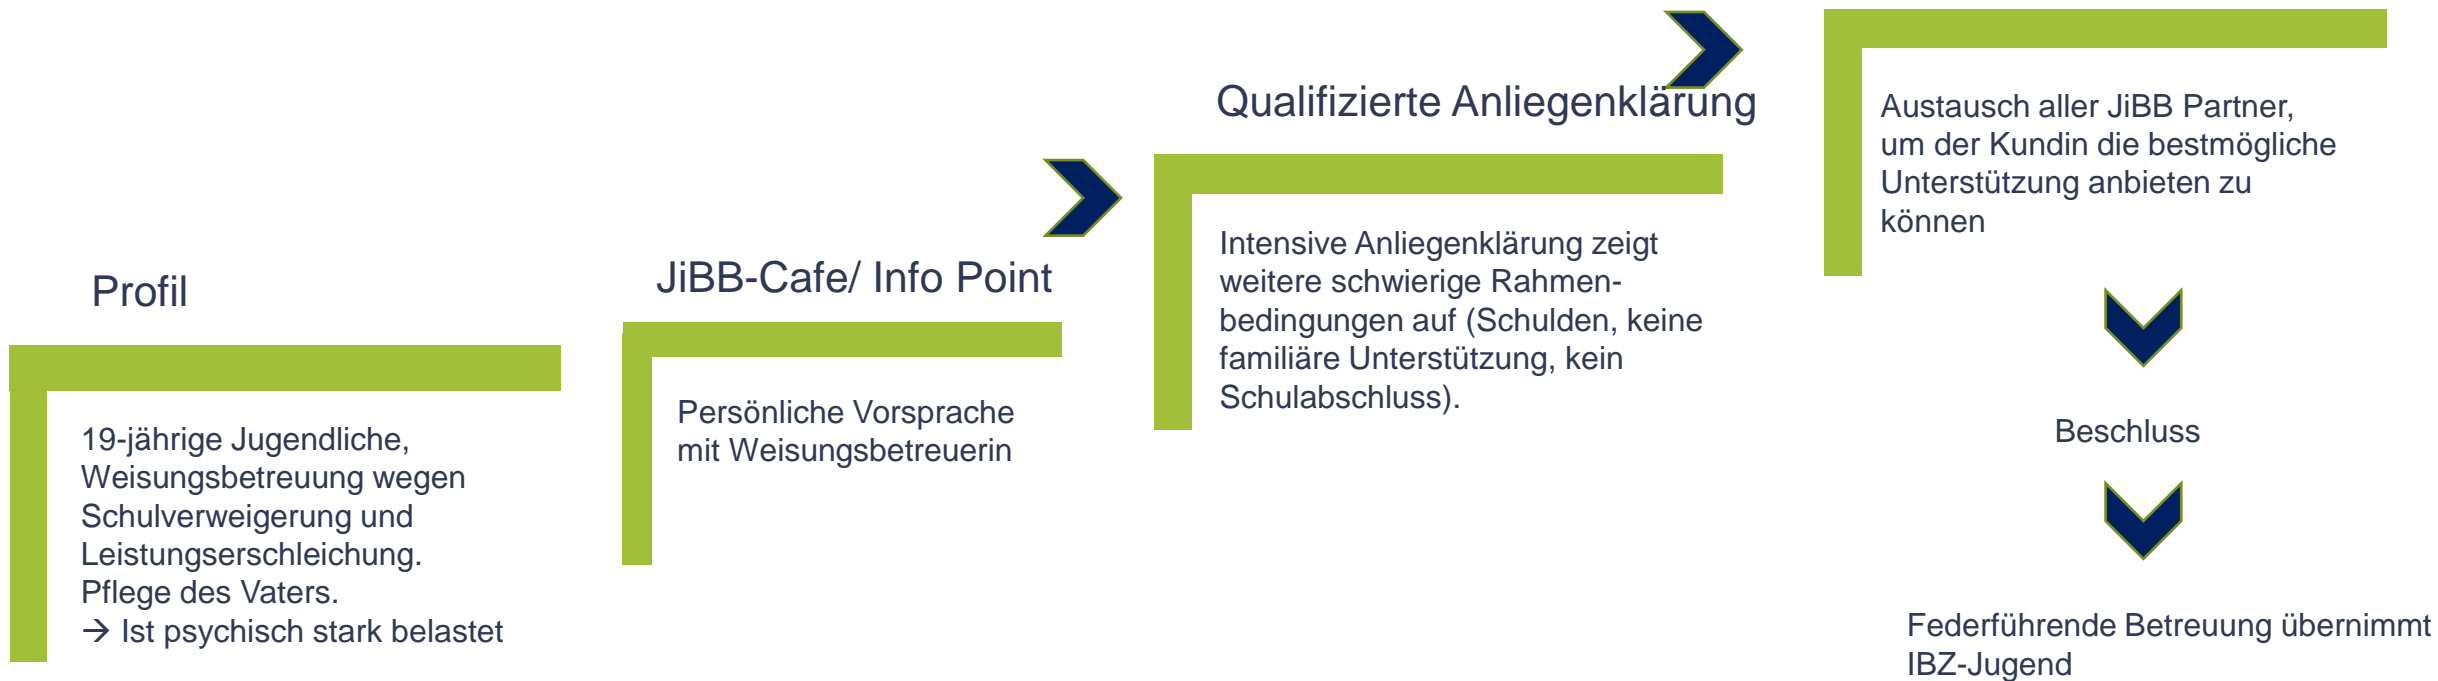 Profil
19-jährige Jugendliche,
Weisungsbetreuung wegen
Schulverweigerung und
Leistungserschleichung.
Pflege des Vaters.
→ Ist psychisch stark belastet
JiBB-Cafe/ Info Point
Persönliche Vorsprache
mit Weisungsbetreuerin
Qualifizierte Anliegenklärung
Intensive Anliegenklärung zeigt
weitere schwierige Rahmen-
bedingungen auf (Schulden, keine
familiäre Unterstützung, kein
Schulabschluss).
Austausch aller JiBB Partner,
um der Kundin die bestmögliche
Unterstützung anbieten zu
können
Beschluss
Federführende Betreuung übernimmt
IBZ-Jugend